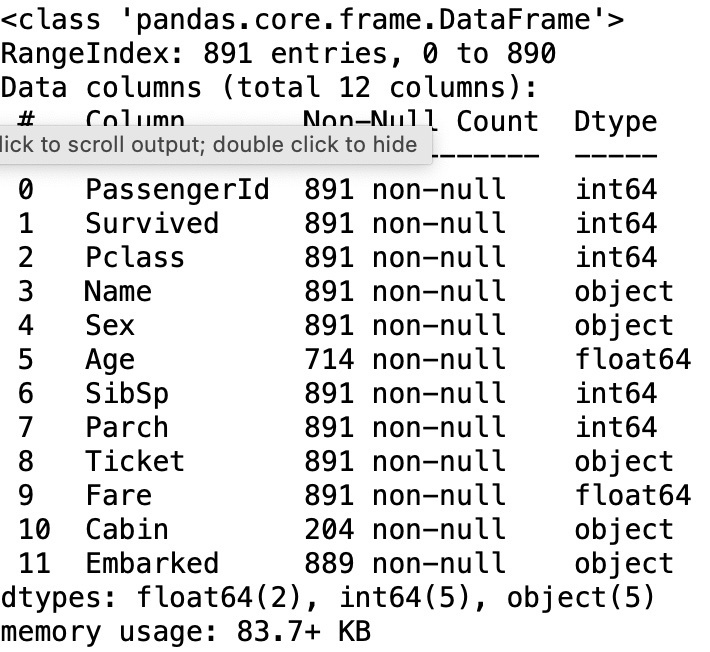 <class 'pandas.core.frame.DataFrame'>
RangeIndex: 891 entries, 0 to 890
Data columns (total 12 columns):
 #   Column       Non-Null Count  Dtype
lick to scroll output; double click to hide ------- -----
 0   PassengerId  891 non-null    int64
 1   Survived     891 non-null    int64
 2   Pclass       891 non-null    int64
 3   Name         891 non-null    object
 4   Sex          891 non-null    object
 5   Age          714 non-null    float64
 6   SibSp        891 non-null    int64
 7   Parch        891 non-null    int64
 8   Ticket       891 non-null    object
 9   Fare         891 non-null    float64
 10  Cabin        204 non-null    object
 11  Embarked     889 non-null    object
dtypes: float64(2), int64(5), object(5)
memory usage: 83.7+ KB